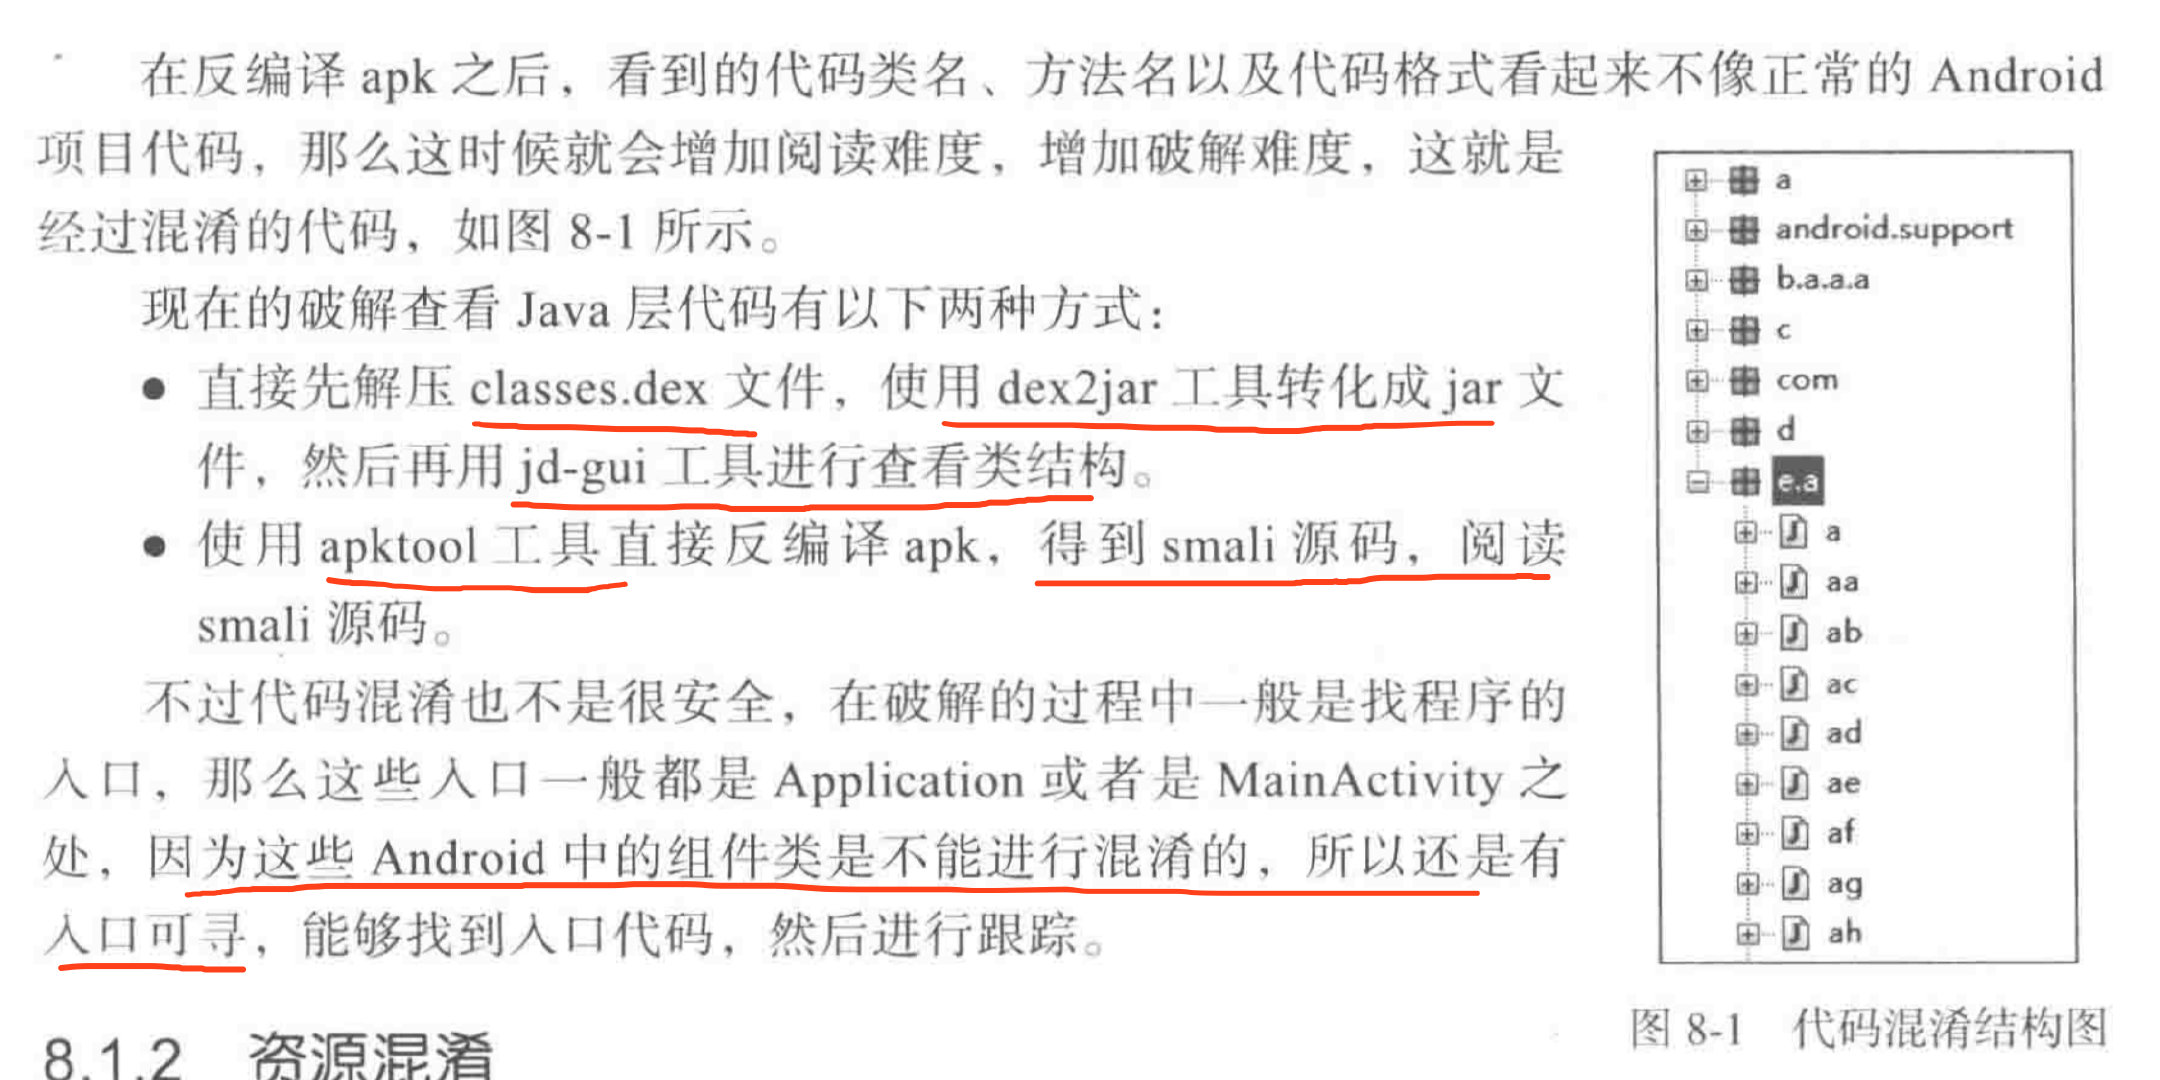 在反编译 apk 之后，看到的代码类名、方法名以及代码格式看起来不像正常的 Android
项目代码，那么这时候就会增加阅读难度，增加破解难度，这就是
经过混淆的代码，如图 8-1 所示。
现在的破解查看 Java 层代码有以下两种方式：
● 直接先解压 classes.dex 文件，使用 dex2jar 工具转化成 jar 文
件，然后再用 jd-gui 工具进行查看类结构。
● 使用 apktool 工具直接反编译 apk，得到 smali 源码，阅读
smali 源码。
不过代码混淆也不是很安全，在破解的过程中一般是找程序的
入口，那么这些入口一般都是 Application 或者是 MainActivity 之
处，因为这些 Android 中的组件类是不能进行混淆的，所以还是有
入口可寻，能够找到入口代码，然后进行跟踪。
a
android.support
b.a.a.a
c
com
d
e.a
a
aa
ab
ac
ad
ae
af
ag
ah
图 8-1 代码混淆结构图
8.1.2 资源混淆